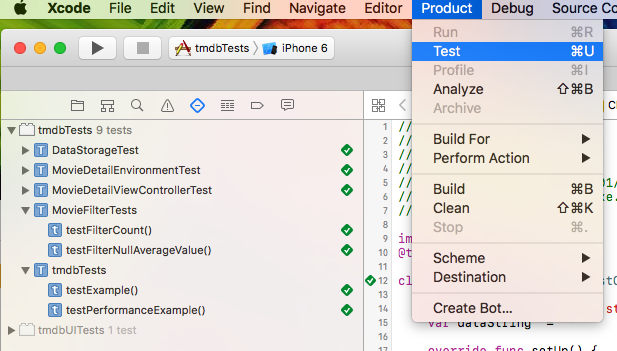 Xcode File Edit View Find Navigate Editor Product Debug Source Co
tmdbTests iPhone 6
Run ⌘R
Test ⌘U
Profile ⌘I
Analyze ⇧⌘B
Archive
Build For
Perform Action
Build ⌘B
Clean ⇧⌘K
Stop ⌘.
Scheme
Destination
Create Bot...
tmdbTests 9 tests
DataStorageTest
MovieDetailEnvironmentTest
MovieDetailViewControllerTest
MovieFilterTests
testFilterCount()
testFilterNullAverageValue()
tmdbTests
testExample()
testPerformanceExample()
tmdbUITests 1 test
1 //
2 //
3 //
4 //
5 //
6 //
7 //
8
9
10 @t
11
12
13
14
15 var dataString =
16
17 override func setUp() {